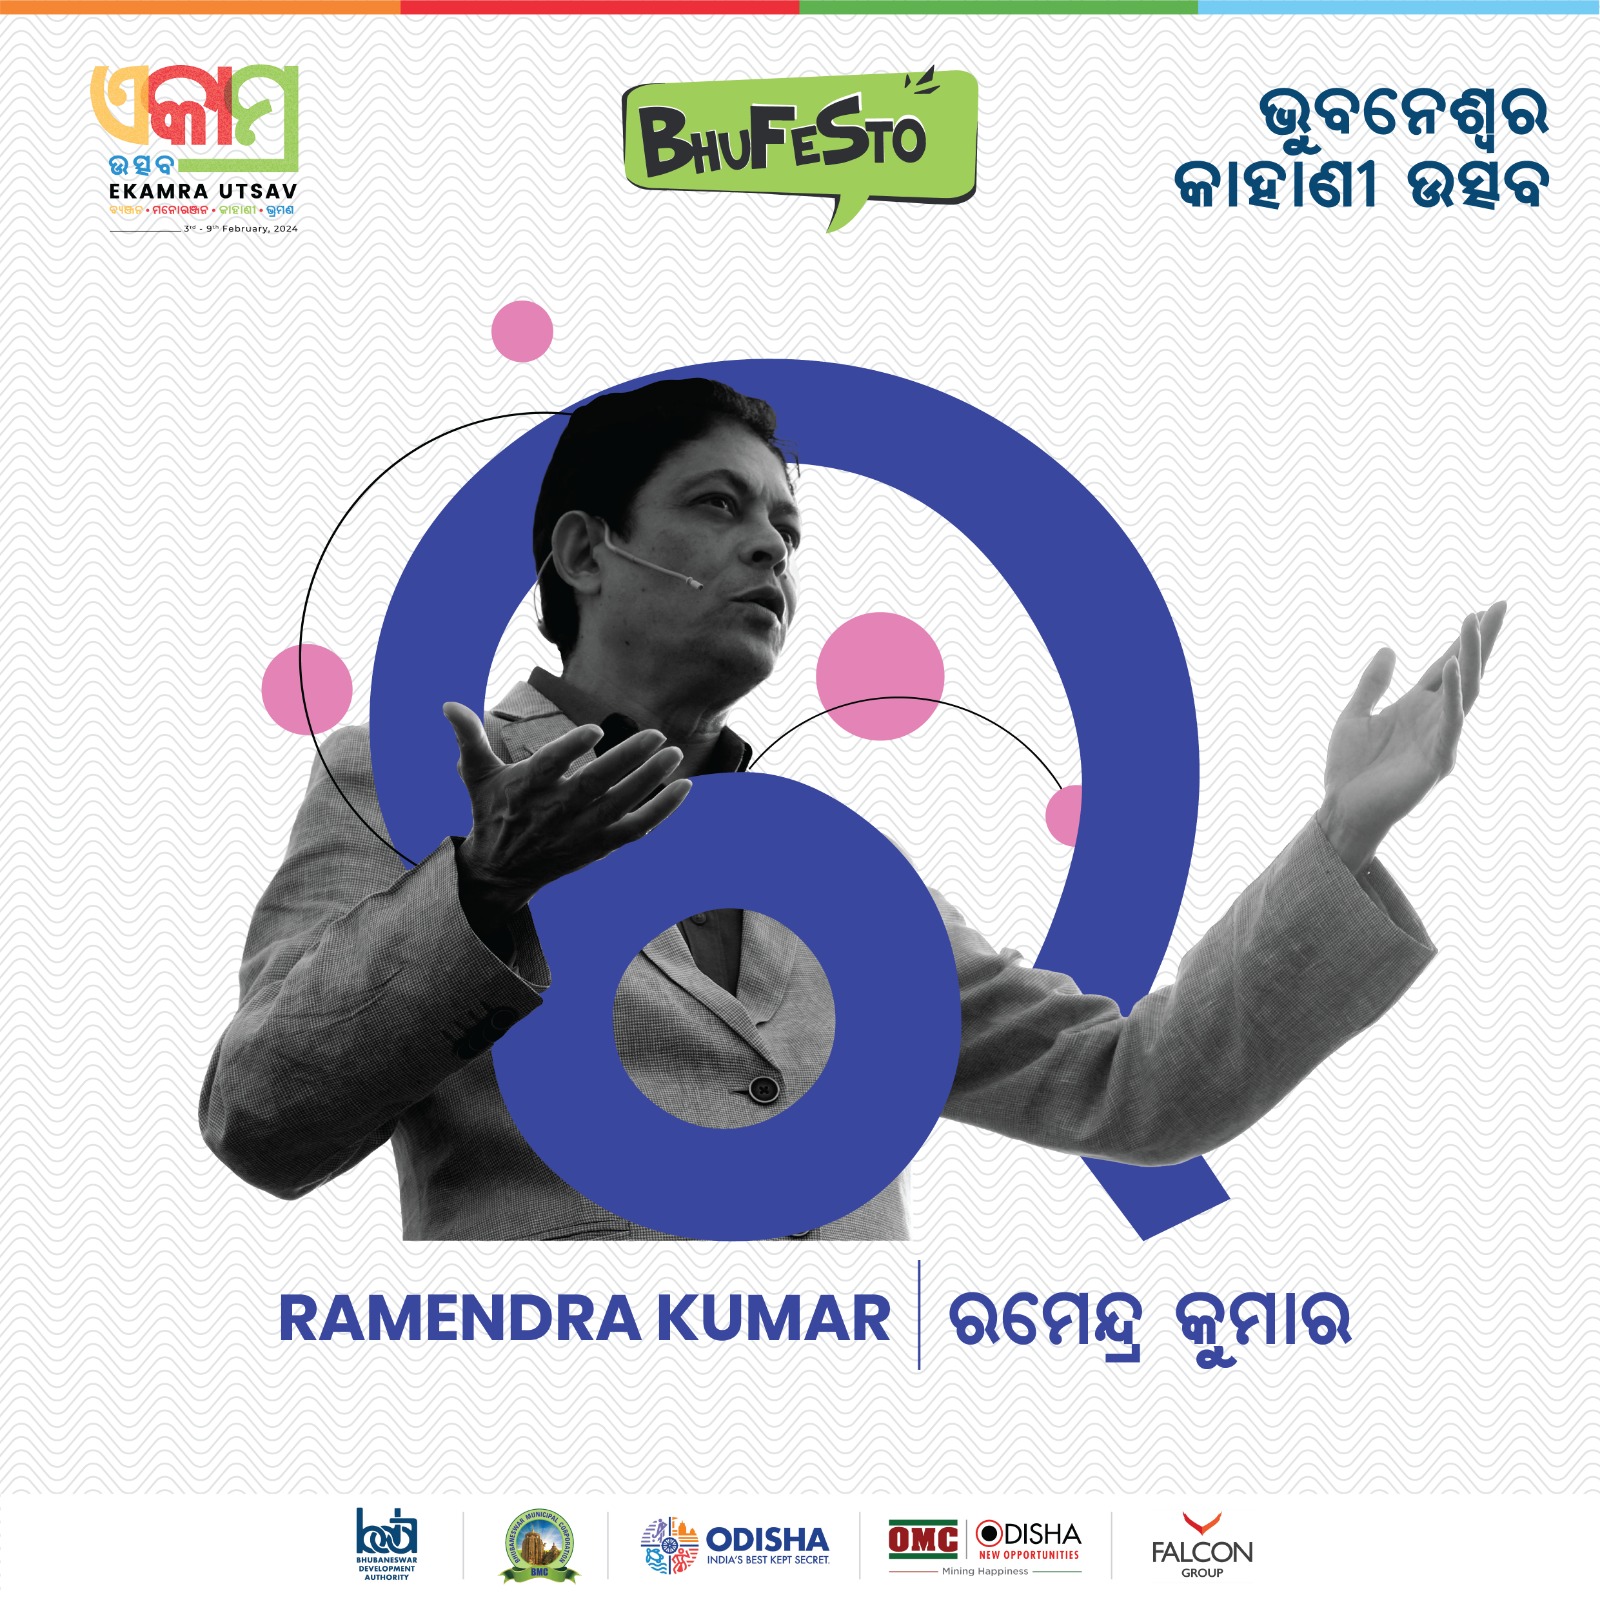 ଏକାମ୍ର
ଉତ୍ସବ
EKAMRA UTSAV
ବ୍ୟଞ୍ଜନ • ମନୋରଞ୍ଜନ • କାହାଣୀ • ଭ୍ରମଣ
3rd - 9th February, 2024
BHUFESTO
ଭୁବନେଶ୍ୱର
କାହାଣୀ ଉତ୍ସବ
RAMENDRA KUMAR | ରମେନ୍ଦ୍ର କୁମାର
bda
BHUBANESWAR
DEVELOPMENT
AUTHORITY
BHUBANESWAR MUNICIPAL CORPORATION
BMC
ODISHA
INDIA'S BEST KEPT SECRET.
OMC
ODISHA
NEW OPPORTUNITIES
Mining Happiness
FALCON
GROUP